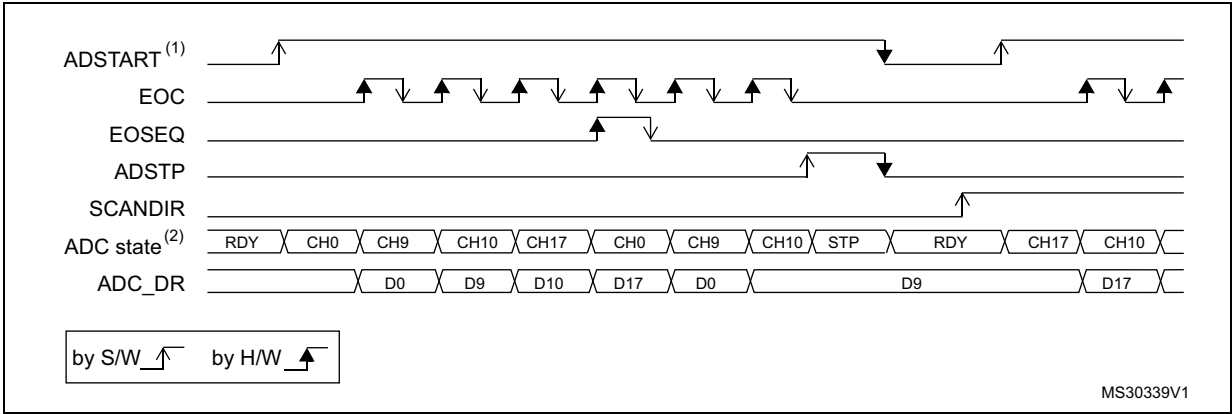 ADSTART (1)
EOC
EOSEQ
ADSTP
SCANDIR
ADC state (2) RDY CH0 CH9 CH10 CH17 CH0 CH9 CH10 STP RDY CH17 CH10
ADC_DR D0 D9 D10 D17 D0 D9 D17
by S/W by H/W
MS30339V1